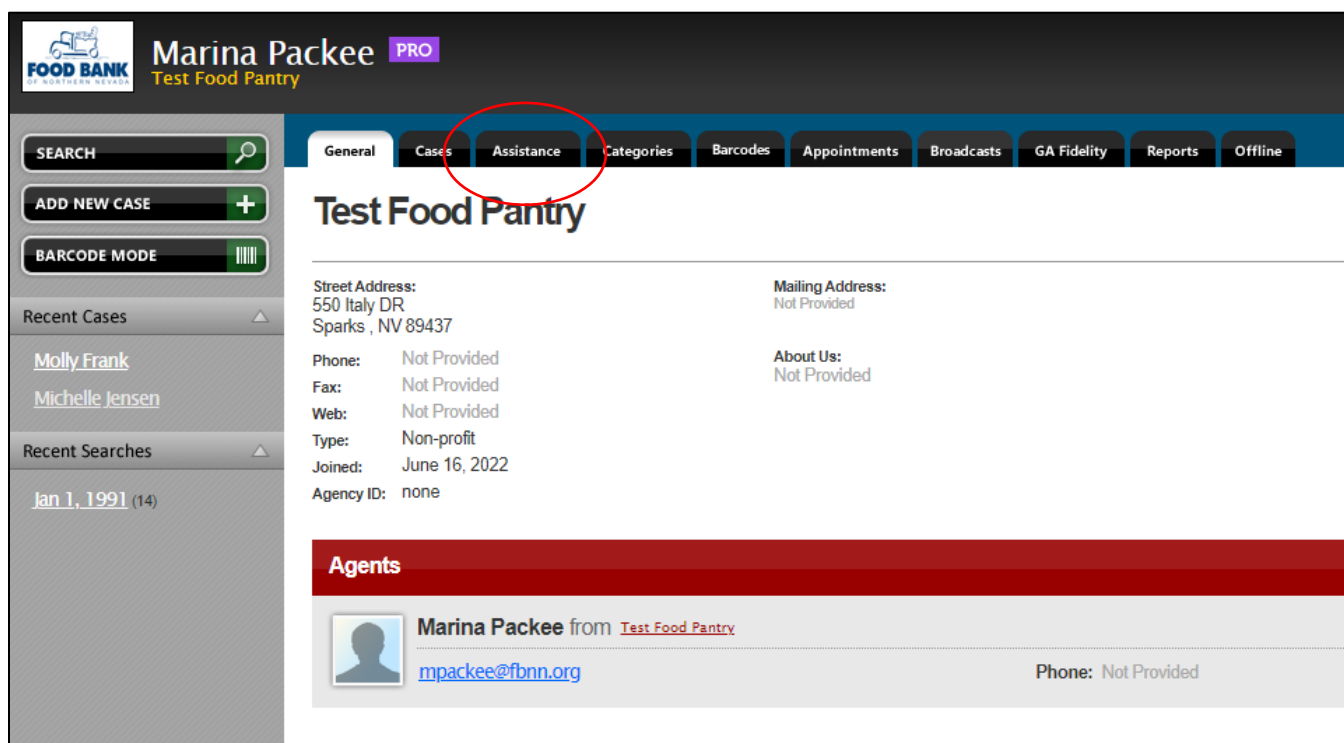 FOOD BANK
OF NORTHERN NEVADA
Marina Packee PRO
Test Food Pantry
SEARCH
ADD NEW CASE
BARCODE MODE
Recent Cases
Molly Frank
Michelle Jensen
Recent Searches
Jan 1, 1991 (14)
General Cases Assistance Categories Barcodes Appointments Broadcasts GA Fidelity Reports Offline
Test Food Pantry
Street Address:
550 Italy DR
Sparks , NV 89437
Mailing Address:
Not Provided
Phone: Not Provided
Fax: Not Provided
Web: Not Provided
Type: Non-profit
Joined: June 16, 2022
Agency ID: none
About Us:
Not Provided
Agents
Marina Packee from Test Food Pantry
mpackee@fbnn.org
Phone: Not Provided